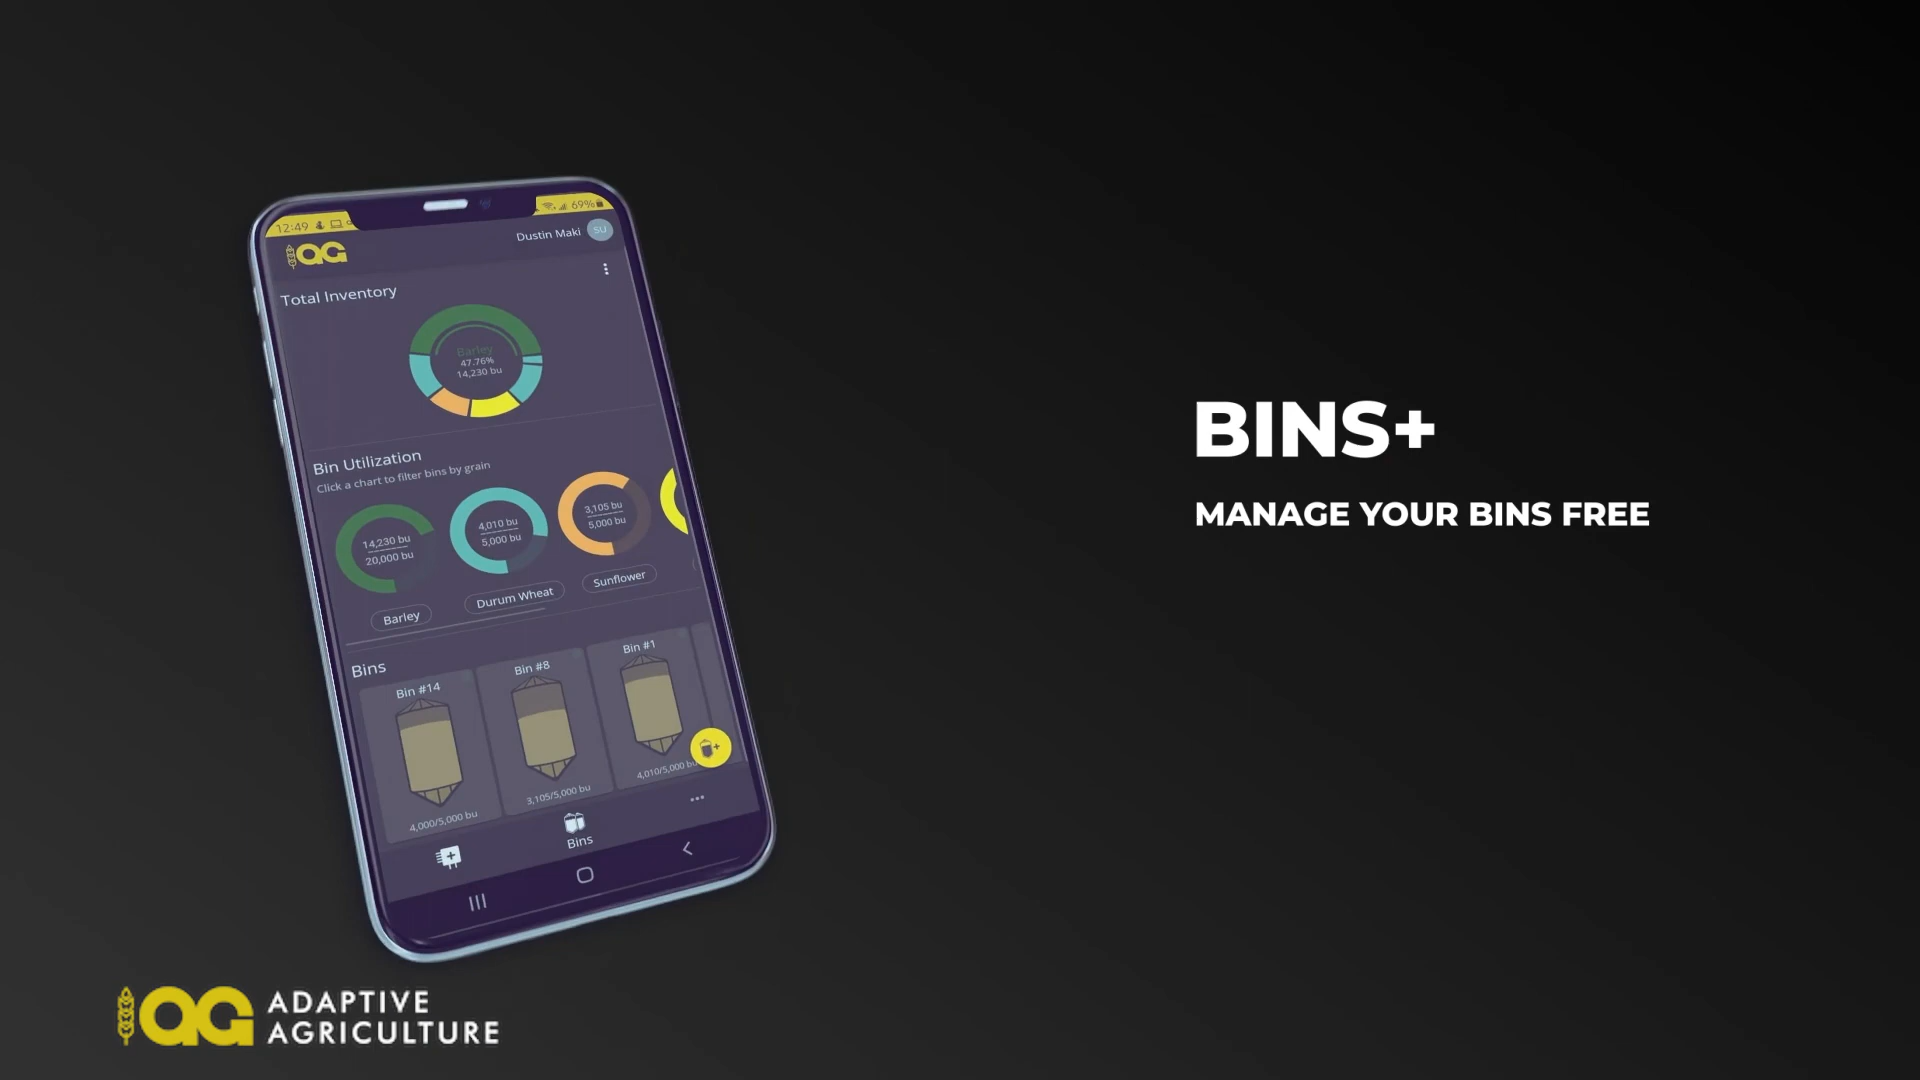 12:49
69%
Dustin Maki
SU
aG
Total Inventory
Barley
47.76%
14,230 bu
Bin Utilization
Click a chart to filter bins by grain
14,230 bu
20,000 bu
4,010 bu
5,000 bu
3,105 bu
5,000 bu
Barley
Durum Wheat
Sunflower
Bins
Bin #14
Bin #8
Bin #1
4,000/5,000 bu
3,105/5,000 bu
4,010/5,000 bu
Bins
BINS+
MANAGE YOUR BINS FREE
aG ADAPTIVE
AGRICULTURE